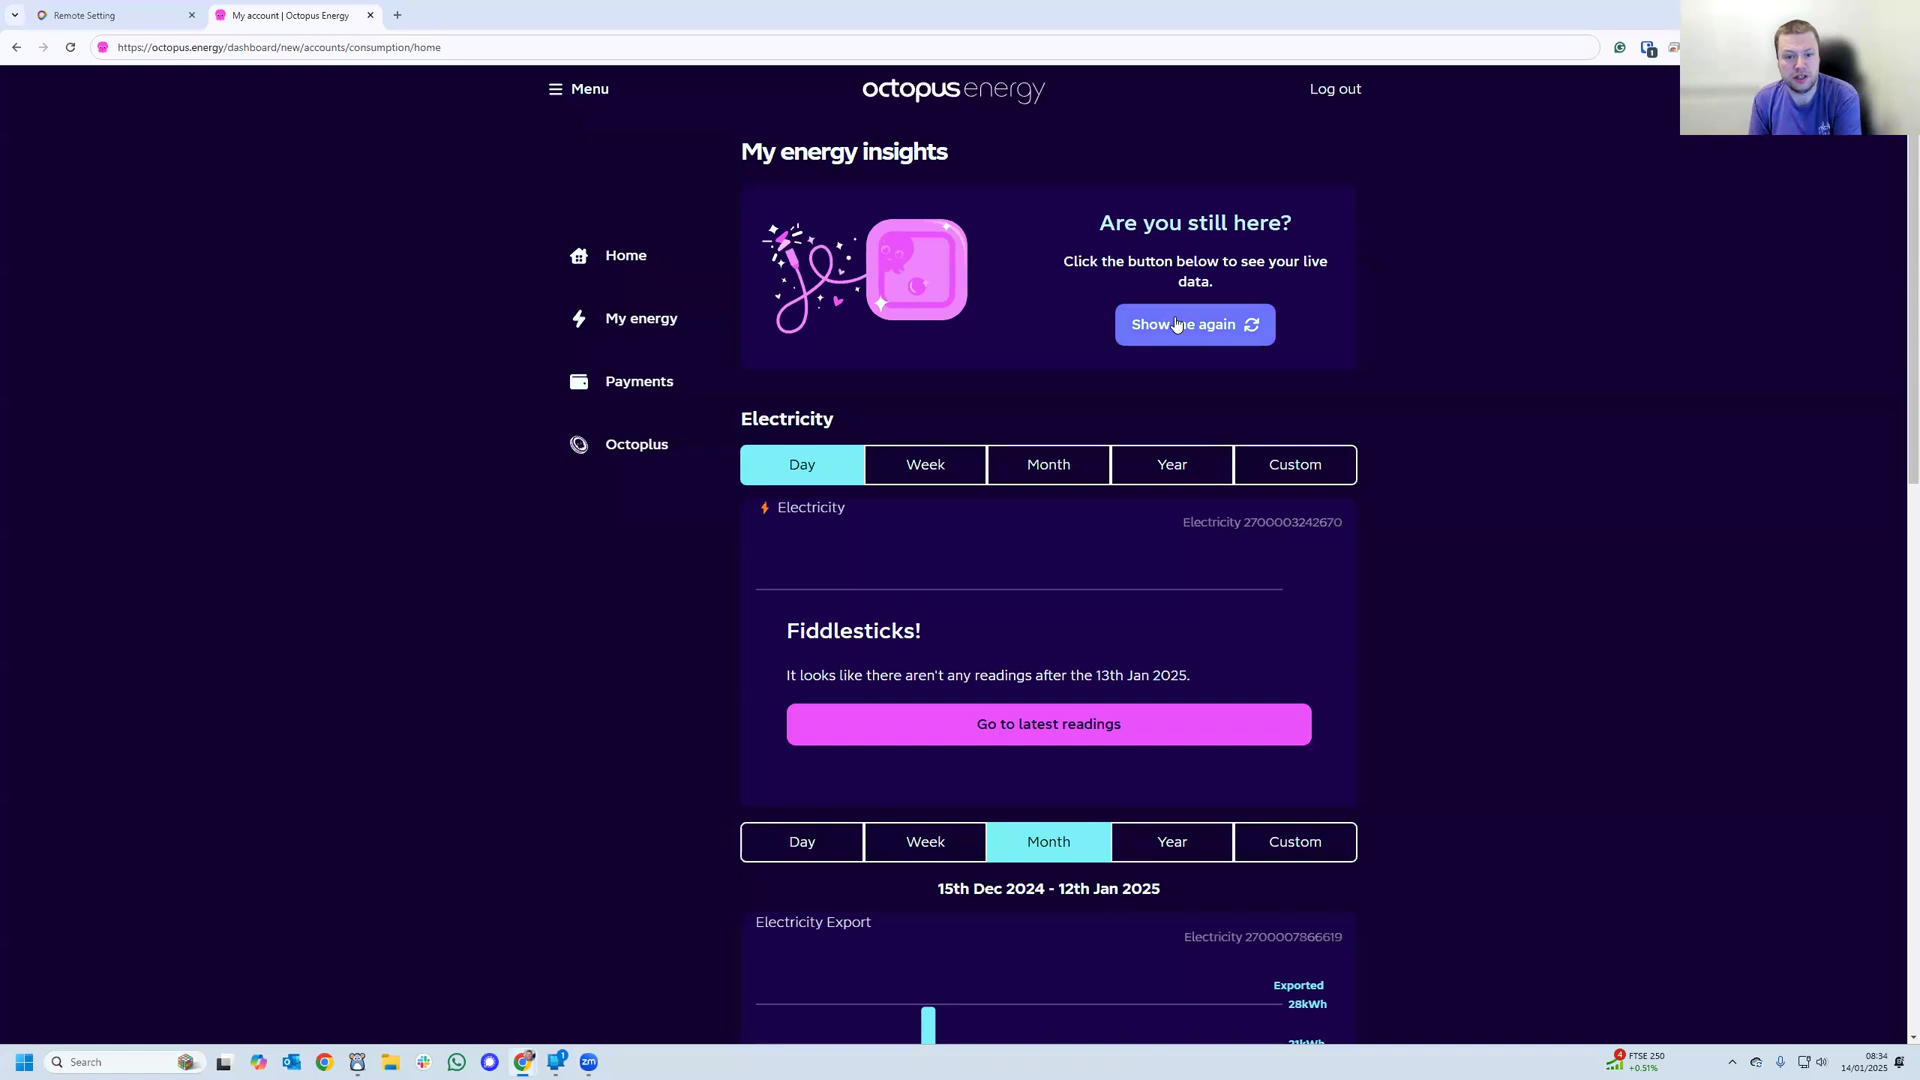 Remote Setting
My account | Octopus Energy
https://octopus.energy/dashboard/new/accounts/consumption/home
Menu
octopus energy
Log out
My energy insights
Are you still here?
Click the button below to see your live
data.
Show me again
Home
My energy
Payments
Octoplus
Electricity
Day Week Month Year Custom
Electricity
Electricity 2700003242670
Fiddlesticks!
It looks like there aren't any readings after the 13th Jan 2025.
Go to latest readings
Day Week Month Year Custom
15th Dec 2024 - 12th Jan 2025
Electricity Export
Electricity 2700007866619
Exported
28kWh
21kWh
Search
1
zm
4
FTSE 250
+0.51%
08:34
14/01/2025